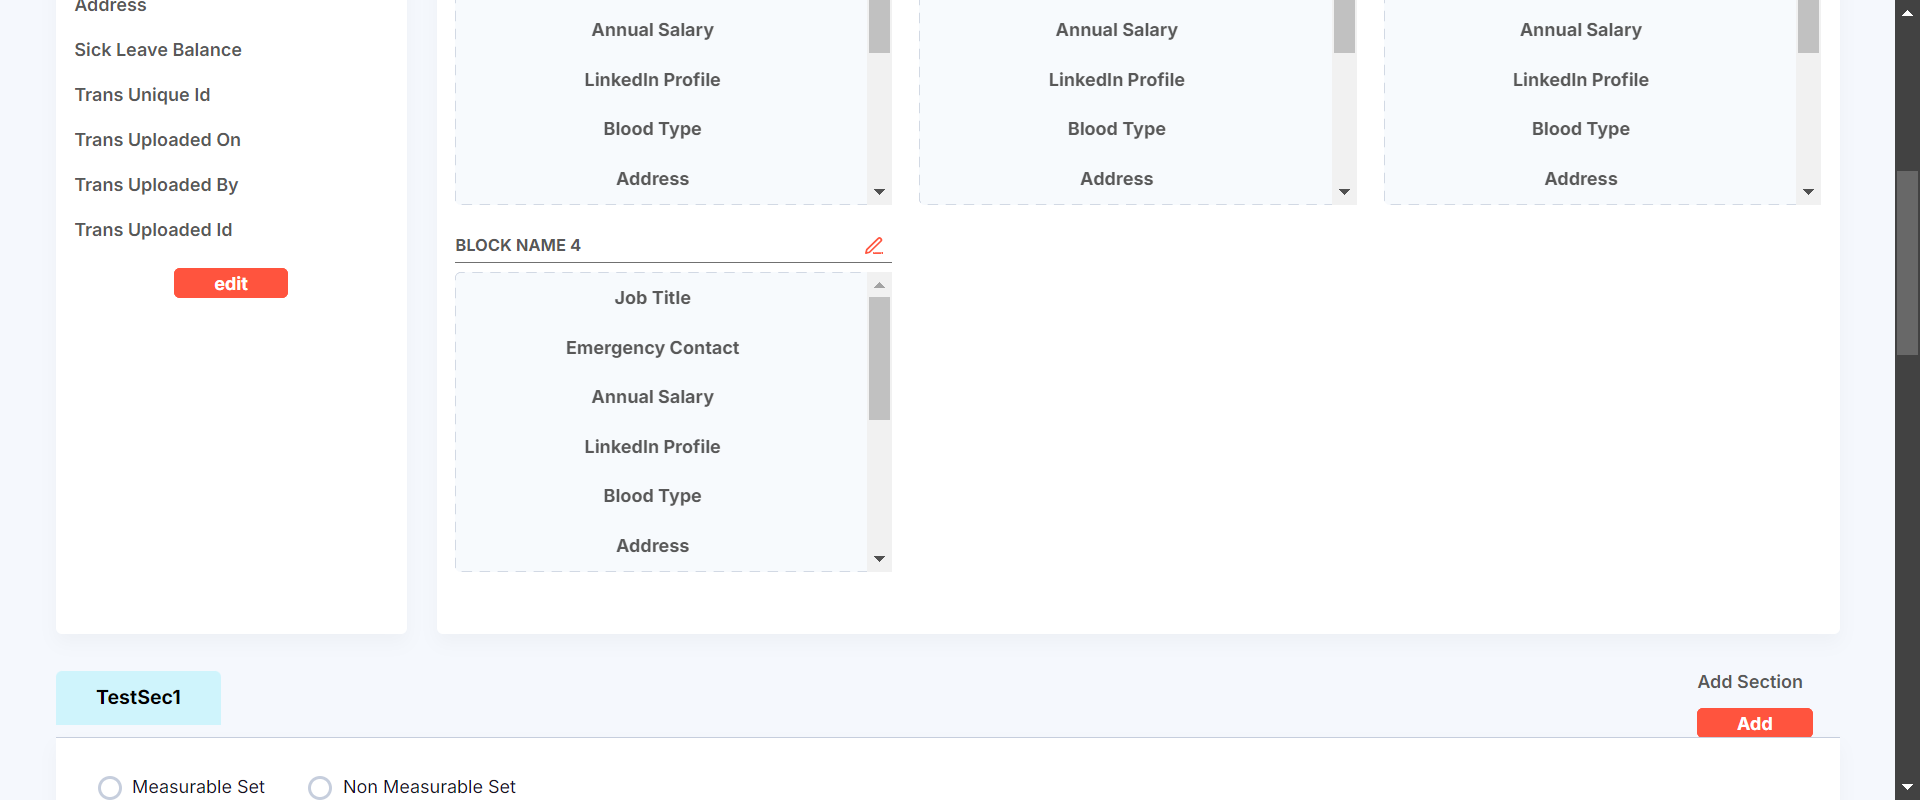 Address
Sick Leave Balance
Trans Unique Id
Trans Uploaded On
Trans Uploaded By
Trans Uploaded Id
edit
Annual Salary
LinkedIn Profile
Blood Type
Address
Annual Salary
LinkedIn Profile
Blood Type
Address
Annual Salary
LinkedIn Profile
Blood Type
Address
BLOCK NAME 4
Job Title
Emergency Contact
Annual Salary
LinkedIn Profile
Blood Type
Address
TestSec1
Add Section
Add
Measurable Set
Non Measurable Set